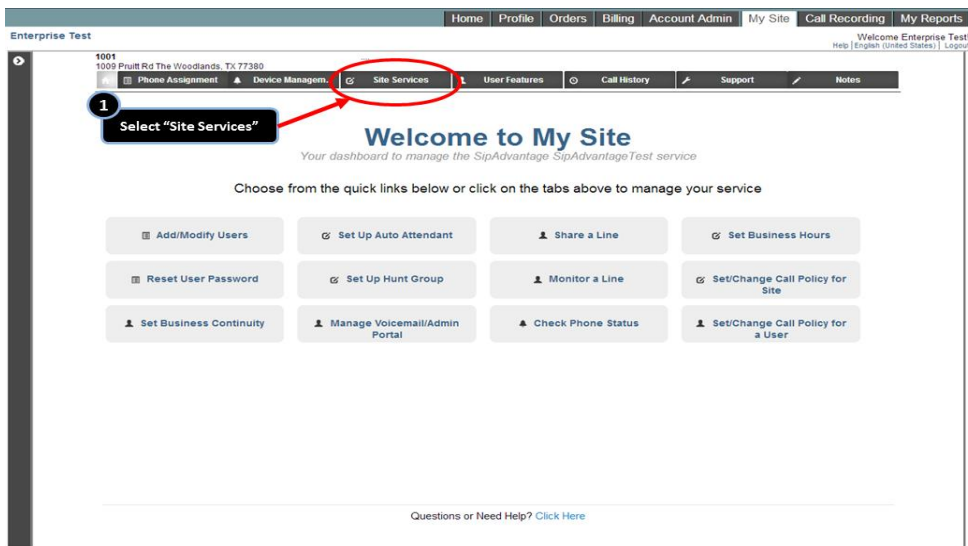 Home Profile Orders Billing Account Admin My Site Call Recording My Reports
Enterprise Test
Welcome Enterprise Test!
Help | English (United States) | Logout
1001
1009 Pruitt Rd The Woodlands, TX 77380
Phone Assignment Device Managem.. Site Services User Features Call History Support Notes
1
Select “Site Services”
Welcome to My Site
Your dashboard to manage the SipAdvantage SipAdvantageTest service
Choose from the quick links below or click on the tabs above to manage your service
Add/Modify Users Set Up Auto Attendant Share a Line Set Business Hours
Reset User Password Set Up Hunt Group Monitor a Line Set/Change Call Policy for
Site
Set Business Continuity Manage Voicemail/Admin Check Phone Status Set/Change Call Policy for
Portal a User
Questions or Need Help? Click Here